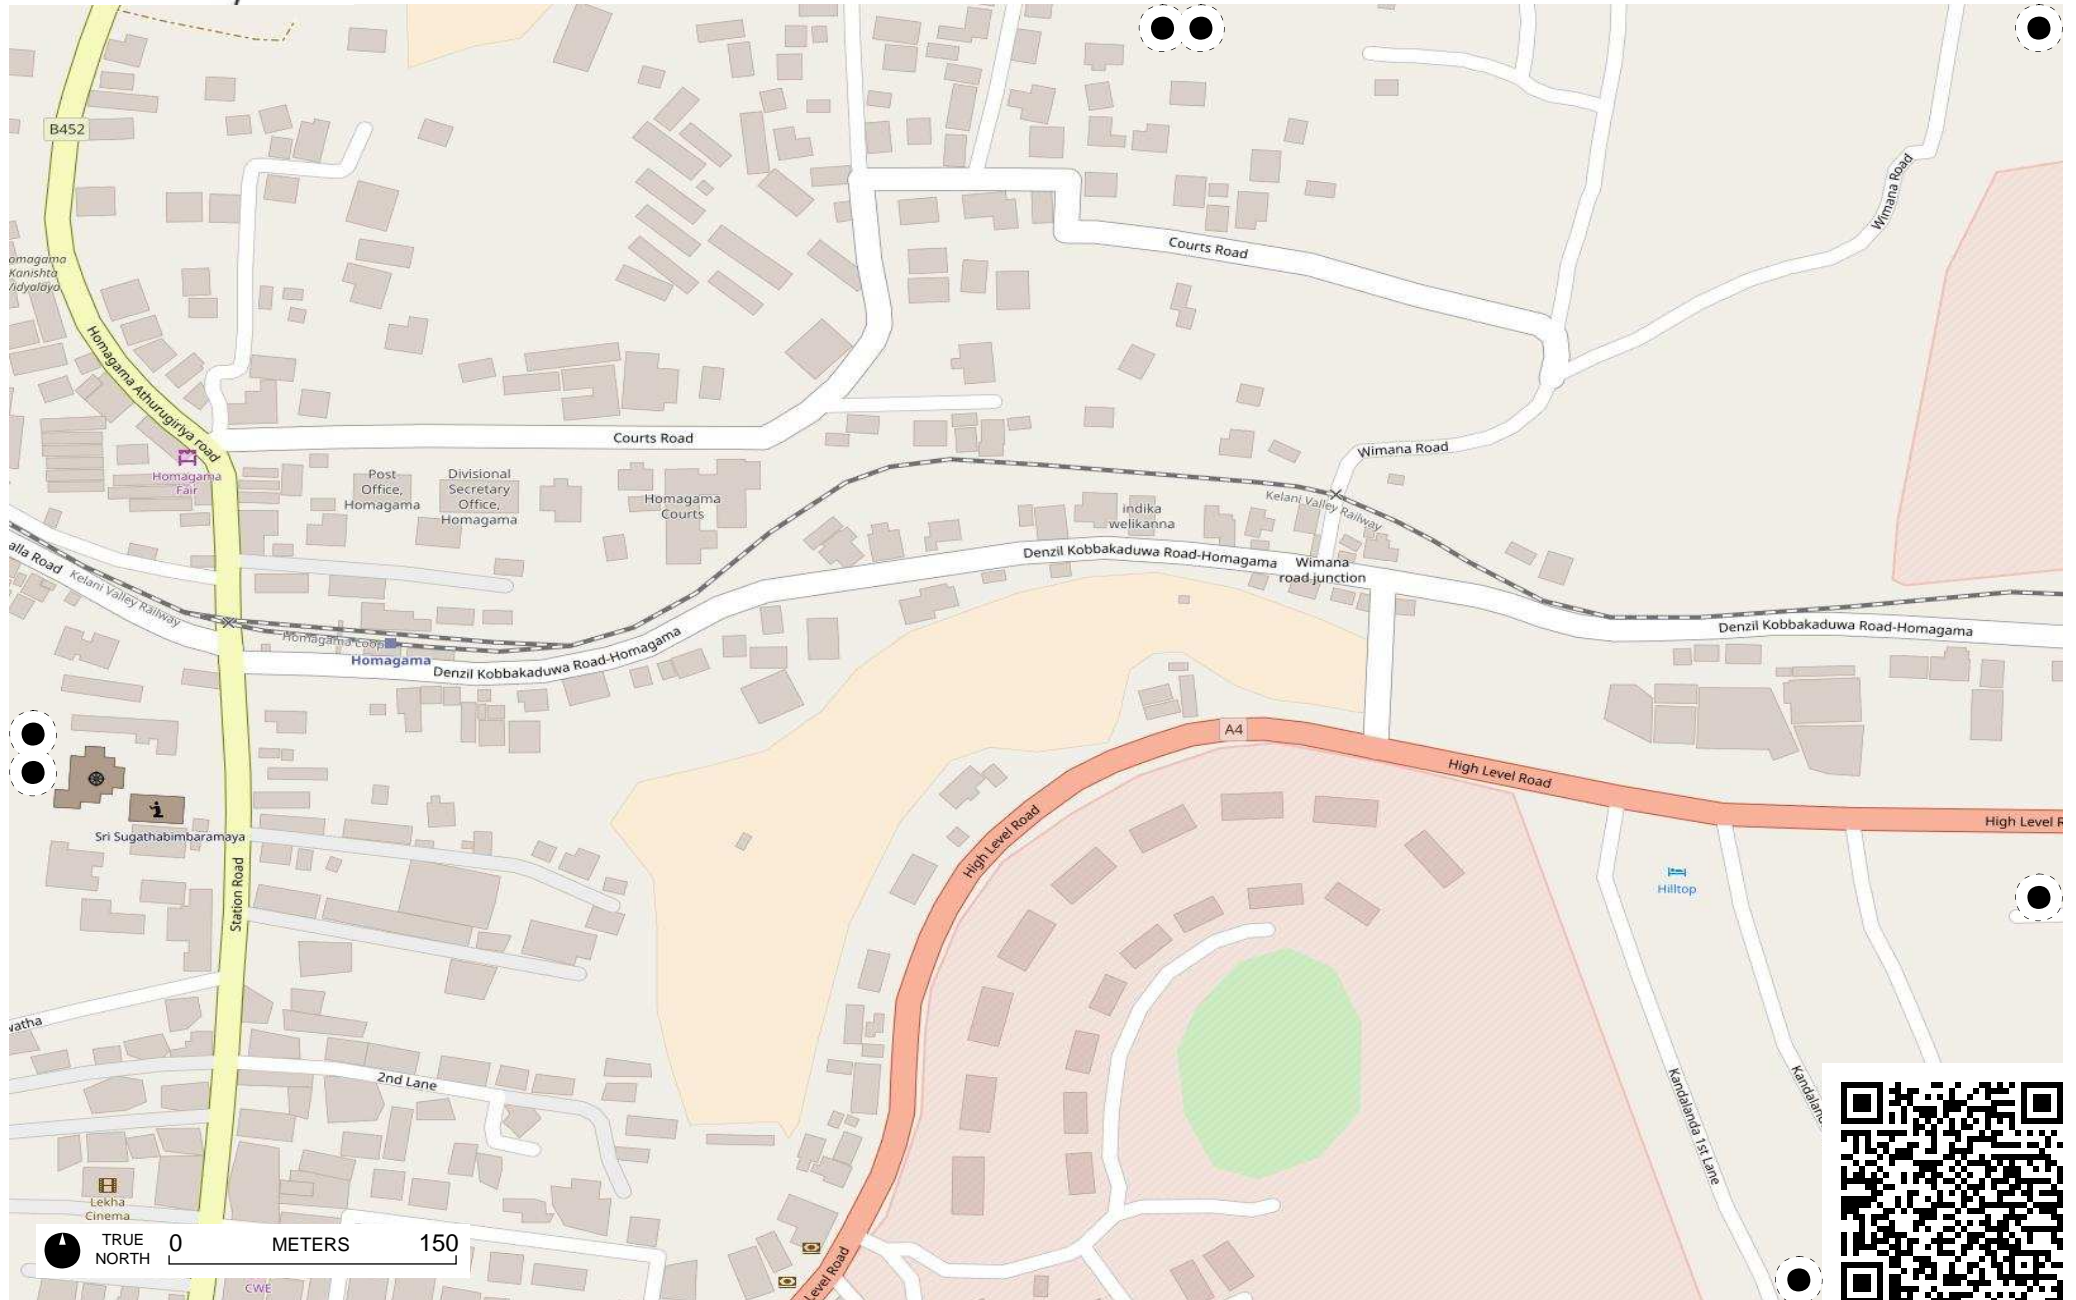 B452
Courts Road
Wimana Road
omagama
Kanishta
Vidyalaya
Homagama Athurugiriya road
Courts Road
Wimana Road
Homagama
Fair
Post
Office,
Homagama
Divisional
Secretary
Office,
Homagama
Homagama
Courts
indika
welikanna
Kelani Valley Railway
alla Road
Kelani Valley Railway
Denzil Kobbakaduwa Road-Homagama
Wimana
road junction
Homagama Loop
Homagama
Denzil Kobbakaduwa Road-Homagama
Denzil Kobbakaduwa Road-Homagama
A4
High Level Road
High Level R
High Level Road
Sri Sugathabimbaramaya
Hilltop
Station Road
watha
2nd Lane
Kandalanda 1st Lane
Kandalan
Lekha
Cinema
TRUE
NORTH
0 METERS 150
Level Road
CWE